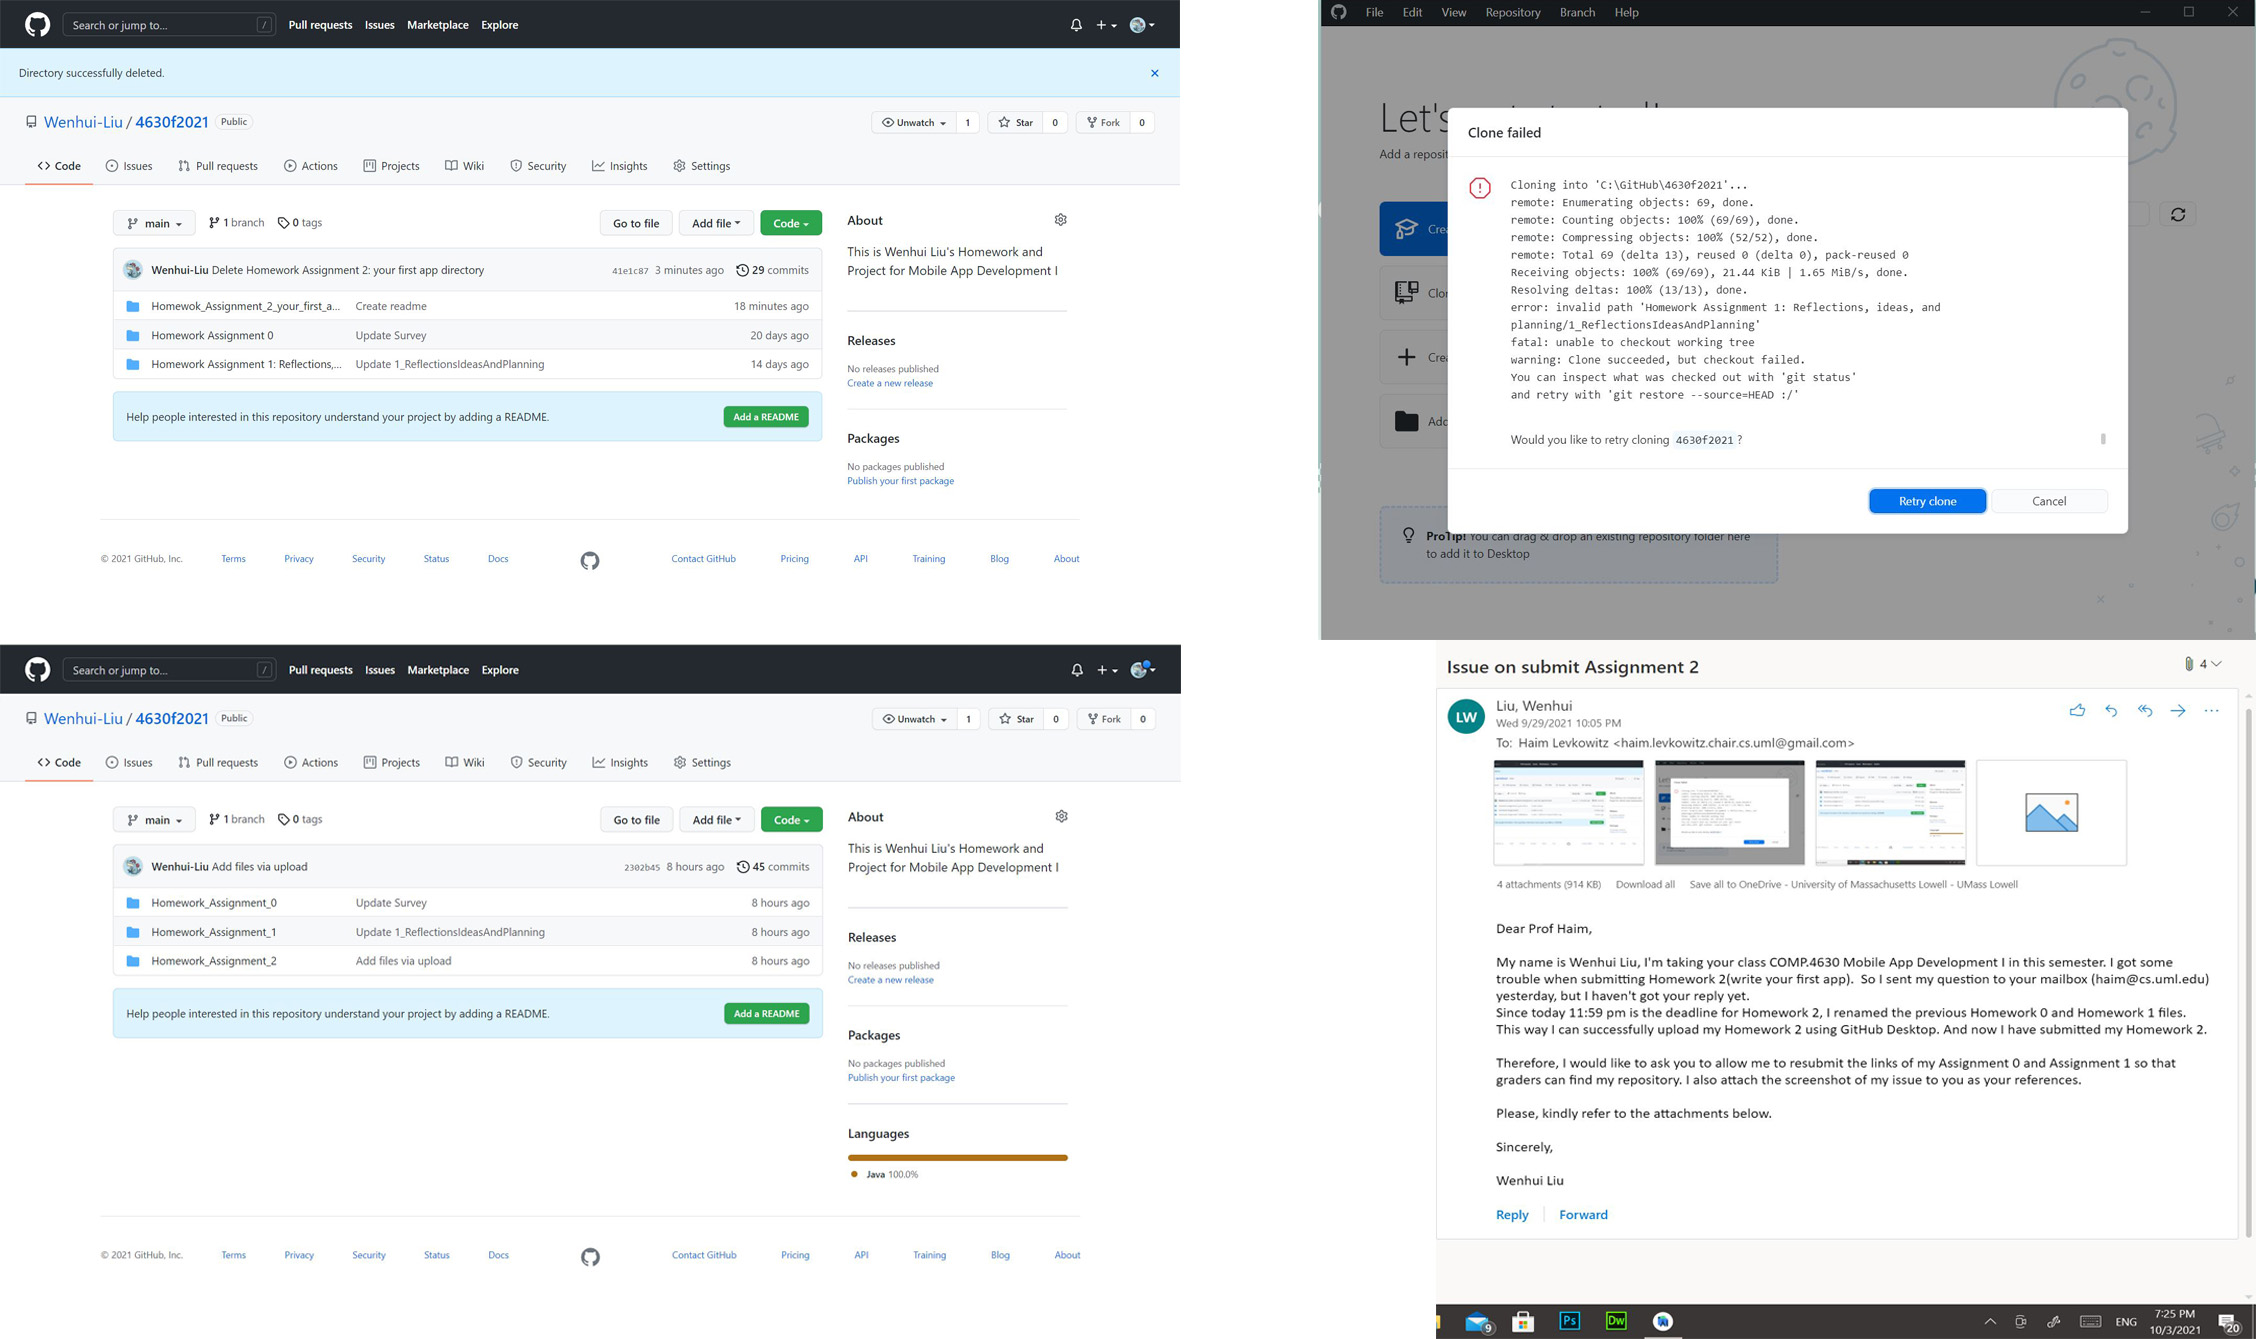 Search or jump to... /
Pull requests Issues Marketplace Explore
Directory successfully deleted.
Wenhui-Liu / 4630f2021 Public
Unwatch 1 Star 0 Fork 0
Code Issues Pull requests Actions Projects Wiki Security Insights Settings
main 1 branch 0 tags Go to file Add file Code
Wenhui-Liu Delete Homework Assignment 2: your first app directory 41e1c87 3 minutes ago 29 commits
Homewok_Assignment_2_your_first_a... Create readme 18 minutes ago
Homework Assignment 0 Update Survey 20 days ago
Homework Assignment 1: Reflections,... Update 1_ReflectionsIdeasAndPlanning 14 days ago
Help people interested in this repository understand your project by adding a README. Add a README
About
This is Wenhui Liu's Homework and
Project for Mobile App Development I
Releases
No releases published
Create a new release
Packages
No packages published
Publish your first package
© 2021 GitHub, Inc. Terms Privacy Security Status Docs Contact GitHub Pricing API Training Blog About
File Edit View Repository Branch Help
Let's
Add a reposit
Crea
Clon
Crea
Add
Clone failed
Cloning into 'C:\GitHub\4630f2021'...
remote: Enumerating objects: 69, done.
remote: Counting objects: 100% (69/69), done.
remote: Compressing objects: 100% (52/52), done.
remote: Total 69 (delta 13), reused 0 (delta 0), pack-reused 0
Receiving objects: 100% (69/69), 21.44 KiB | 1.65 MiB/s, done.
Resolving deltas: 100% (13/13), done.
error: invalid path 'Homework Assignment 1: Reflections, ideas, and
planning/1_ReflectionsIdeasAndPlanning'
fatal: unable to checkout working tree
warning: Clone succeeded, but checkout failed.
You can inspect what was checked out with 'git status'
and retry with 'git restore --source=HEAD :/'
Would you like to retry cloning 4630f2021 ?
Retry clone Cancel
ProTip! You can drag & drop an existing repository folder here
to add it to Desktop
Search or jump to... /
Pull requests Issues Marketplace Explore
Wenhui-Liu / 4630f2021 Public
Unwatch 1 Star 0 Fork 0
Code Issues Pull requests Actions Projects Wiki Security Insights Settings
main 1 branch 0 tags Go to file Add file Code
Wenhui-Liu Add files via upload 2302b45 8 hours ago 45 commits
Homework_Assignment_0 Update Survey 8 hours ago
Homework_Assignment_1 Update 1_ReflectionsIdeasAndPlanning 8 hours ago
Homework_Assignment_2 Add files via upload 8 hours ago
Help people interested in this repository understand your project by adding a README. Add a README
About
This is Wenhui Liu's Homework and
Project for Mobile App Development I
Releases
No releases published
Create a new release
Packages
No packages published
Publish your first package
Languages
Java 100.0%
© 2021 GitHub, Inc. Terms Privacy Security Status Docs Contact GitHub Pricing API Training Blog About
Issue on submit Assignment 2
4
LW
Liu, Wenhui
Wed 9/29/2021 10:05 PM
To: Haim Levkowitz <haim.levkowitz.chair.cs.uml@gmail.com>
4 attachments (914 KB) Download all Save all to OneDrive - University of Massachusetts Lowell - UMass Lowell
Dear Prof Haim,
My name is Wenhui Liu, I'm taking your class COMP.4630 Mobile App Development I in this semester. I got some
trouble when submitting Homework 2(write your first app). So I sent my question to your mailbox (haim@cs.uml.edu)
yesterday, but I haven't got your reply yet.
Since today 11:59 pm is the deadline for Homework 2, I renamed the previous Homework 0 and Homework 1 files.
This way I can successfully upload my Homework 2 using GitHub Desktop. And now I have submitted my Homework 2.
Therefore, I would like to ask you to allow me to resubmit the links of my Assignment 0 and Assignment 1 so that
graders can find my repository. I also attach the screenshot of my issue to you as your references.
Please, kindly refer to the attachments below.
Sincerely,
Wenhui Liu
Reply Forward
9
Ps
Dw
ENG
7:25 PM
10/3/2021
20